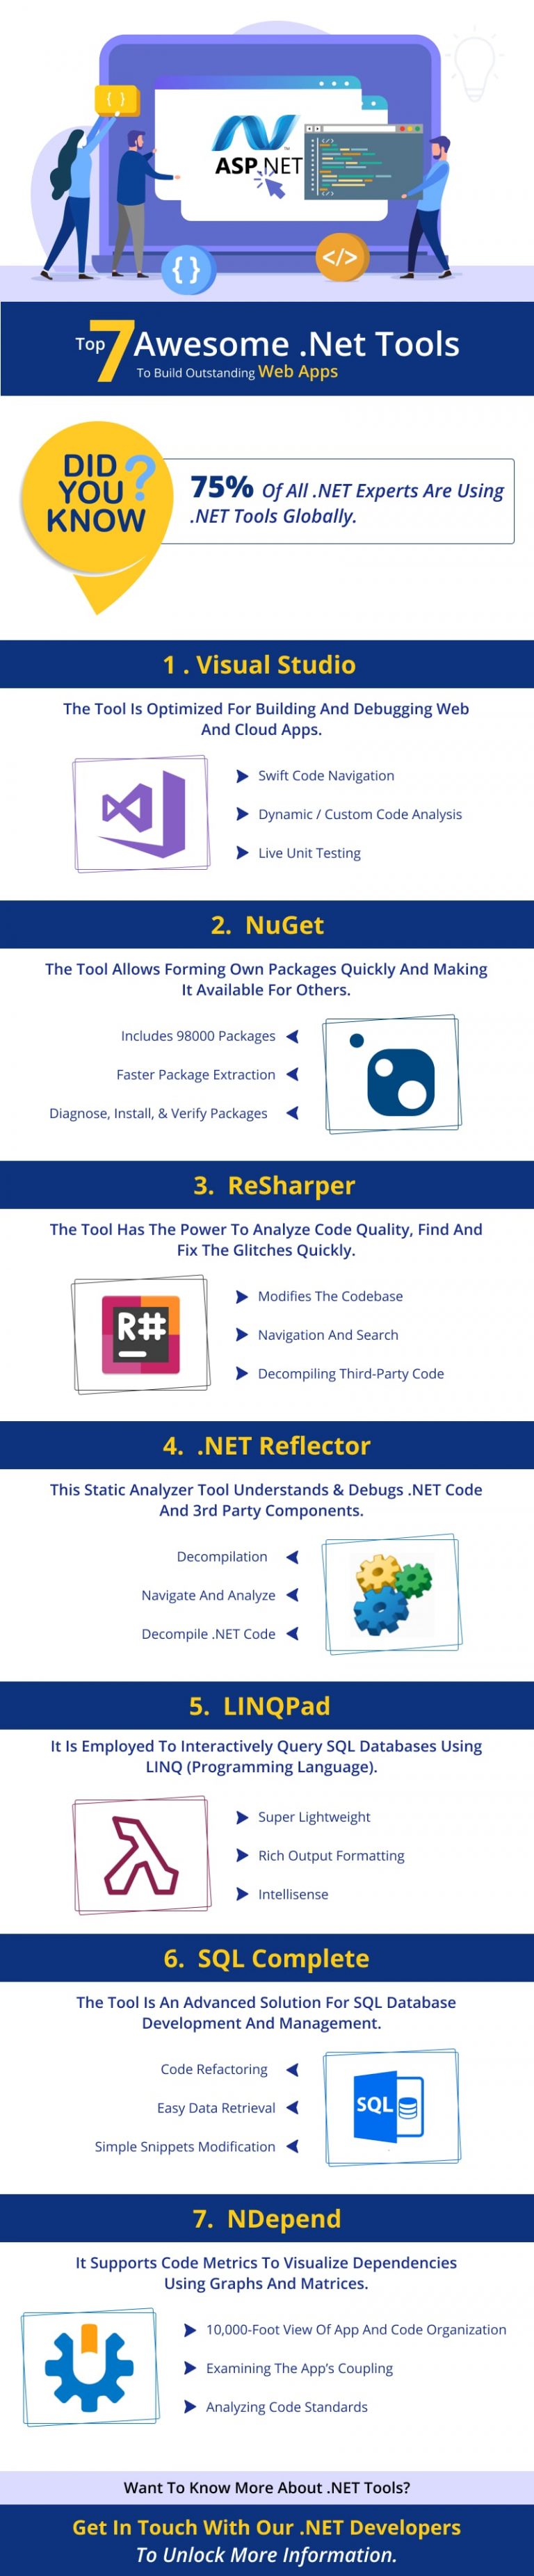 { }
ASP.NET
{ }
</>
Top 7 Awesome .Net Tools
To Build Outstanding Web Apps
DID
YOU ?
KNOW
75% Of All .NET Experts Are Using
.NET Tools Globally.
1 . Visual Studio
The Tool Is Optimized For Building And Debugging Web
And Cloud Apps.
Swift Code Navigation
Dynamic / Custom Code Analysis
Live Unit Testing
2. NuGet
The Tool Allows Forming Own Packages Quickly And Making
It Available For Others.
Includes 98000 Packages
Faster Package Extraction
Diagnose, Install, & Verify Packages
3. ReSharper
The Tool Has The Power To Analyze Code Quality, Find And
Fix The Glitches Quickly.
R#
Modifies The Codebase
Navigation And Search
Decompiling Third-Party Code
4. .NET Reflector
This Static Analyzer Tool Understands & Debugs .NET Code
And 3rd Party Components.
Decompilation
Navigate And Analyze
Decompile .NET Code
5. LINQPad
It Is Employed To Interactively Query SQL Databases Using
LINQ (Programming Language).
Super Lightweight
Rich Output Formatting
Intellisense
6. SQL Complete
The Tool Is An Advanced Solution For SQL Database
Development And Management.
Code Refactoring
Easy Data Retrieval
Simple Snippets Modification
SQL
7. NDepend
It Supports Code Metrics To Visualize Dependencies
Using Graphs And Matrices.
10,000-Foot View Of App And Code Organization
Examining The App's Coupling
Analyzing Code Standards
Want To Know More About .NET Tools?
Get In Touch With Our .NET Developers
To Unlock More Information.